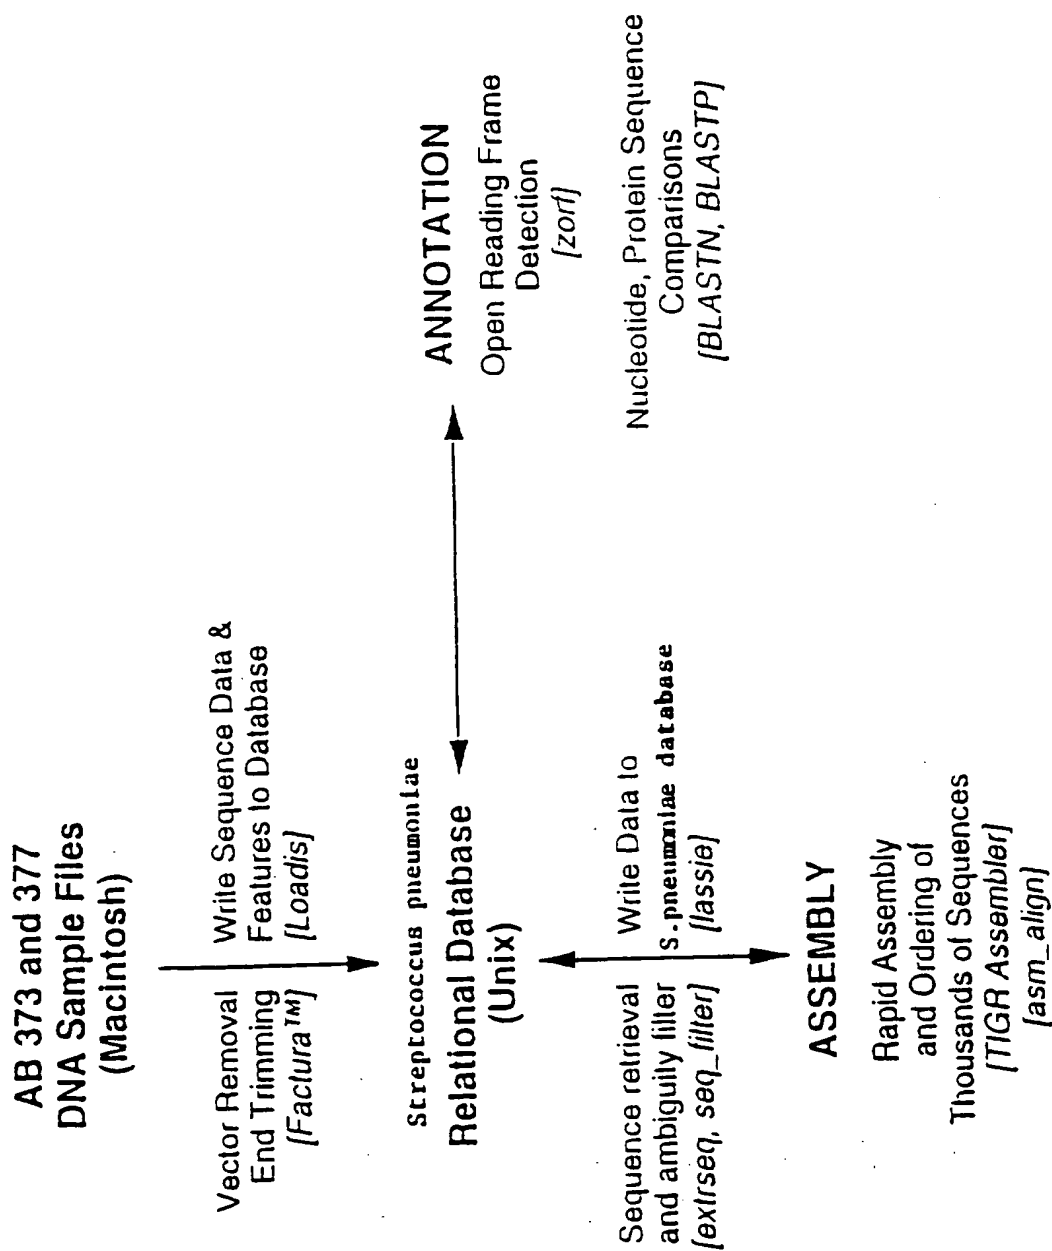 AB 373 and 377
DNA Sample Files
(Macintosh)
Vector Removal
End Trimming
[Factura™]
Write Sequence Data &
Features to Database
[Loadis]
Streptococcus pneumoniae
Relational Database
(Unix)
ANNOTATION
Open Reading Frame
Detection
[zorf]
Nucleotide, Protein Sequence
Comparisons
[BLASTN, BLASTP]
Sequence retrieval
and ambiguity filter
[extrseq, seq_filter]
Write Data to
S.pneumoniae database
[lassie]
ASSEMBLY
Rapid Assembly
and Ordering of
Thousands of Sequences
[TIGR Assembler]
[asm_align]